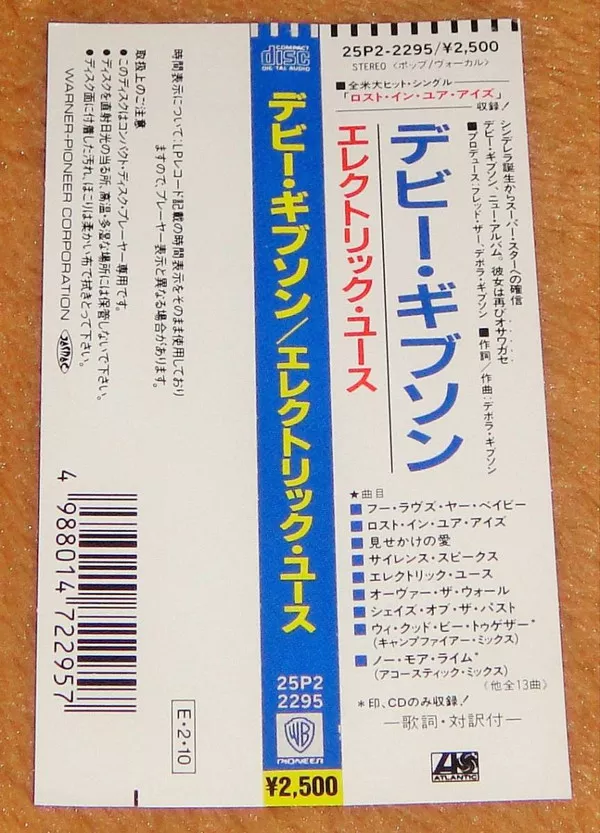 25P2-2295/¥2,500
STEREO〈ポップ/ヴォーカル〉
■全米大ヒット・シングル
「ロスト・イン・ユア・アイズ」
収録!
シンデレラ誕生からスーパー・スターへの確信
デビー・ギブソン、ニュー・アルバム。彼女は再びオサワガセ
■プロデュース:フレッド・ザー、デボラ・ギブソン
■作詞/作曲:デボラ・ギブソン
デビー・ギブソン
エレクトリック・ユース
★曲目
■フー・ラヴズ・ヤー・ベイビー
■ロスト・イン・ユア・アイズ
■見せかけの愛
■サイレンス・スピークス
■エレクトリック・ユース
■オーヴァー・ザ・ウォール
■シェイズ・オブ・ザ・パスト
■ウィ・クッド・ビー・トゥゲザー*
(キャンプファイアー・ミックス)
■ノー・モア・ライム*
(アコースティック・ミックス)
(他全13曲)
*印、CDのみ収録!
―歌詞・対訳付―
ATLANTIC
COMPACT
disc
DIGITAL AUDIO
デビー・ギブソン/エレクトリック・ユース
25P2
2295
WB
PIONEER
¥2,500
時間表示について:LPレコード記載の時間表示をそのまま使用しており
ますので、プレーヤー表示と異なる場合があります。
取扱上のご注意
●このディスクはコンパクト・ディスク・プレーヤー専用です。
●ディスクを直射日光の当る所、高温・多湿な場所には保管しないで下さい。
●ディスク面に付着した汚れ、ほこりは柔かい布で拭きとって下さい。
WARNER-PIONEER CORPORATION
JASRAC
4 988014 722957
E・2・10